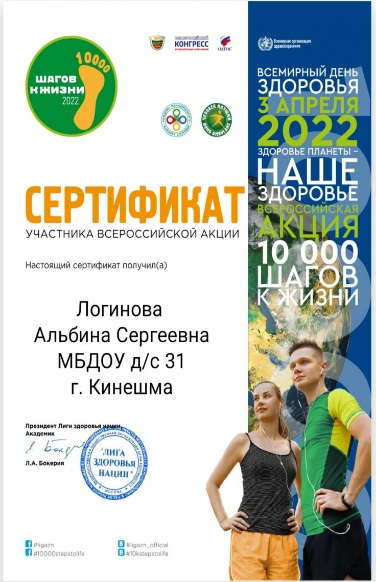 10000
ШАГОВ
К ЖИЗНИ
2022
КОНГРЕСС
ОДГОС
Всемирная организация
здравоохранения
ВСЕМИРНЫЙ ДЕНЬ
ЗДОРОВЬЯ
3 АПРЕЛЯ
2022
ЗДОРОВЬЕ ПЛАНЕТЫ –
НАШЕ
ЗДОРОВЬЕ
ВСЕРОССИЙСКАЯ
АКЦИЯ
10 000
ШАГОВ
К ЖИЗНИ
СЕРТИФИКАТ
УЧАСТНИКА ВСЕРОССИЙСКОЙ АКЦИИ
Настоящий сертификат получил(а)
Логинова
Альбина Сергеевна
МБДОУ д/с 31
г. Кинешма
Президент Лиги здоровья нации,
Академик
Л.А. Бокерия
"ЛИГА
ЗДОРОВЬЯ
НАЦИИ"
#ligazn
#10000stepstolife
#ligazn_official
#10kstepstolife